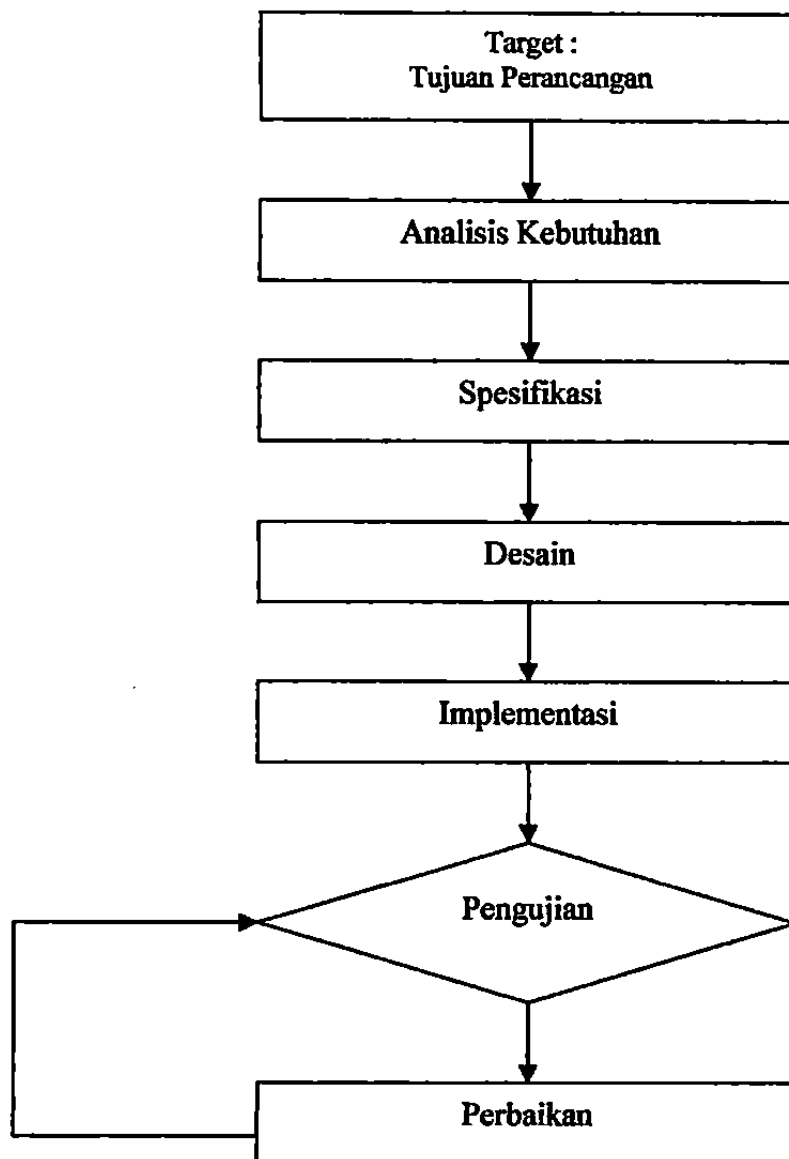 Target :
Tujuan Perancangan
Analisis Kebutuhan
Spesifikasi
Desain
Implementasi
Pengujian
Perbaikan